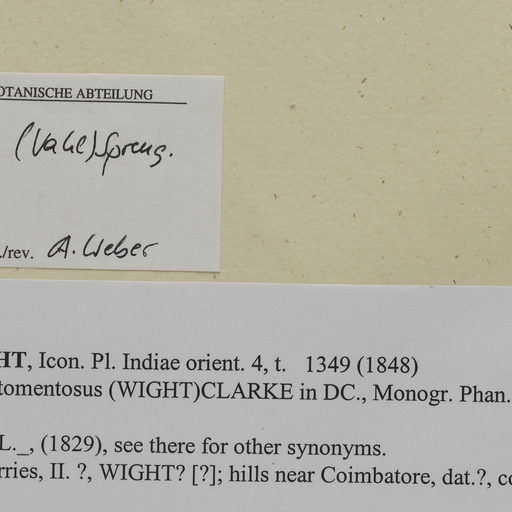 OTANISCHE ABTEILUNG
(Vahl) Spreng.
./rev. A. Weber
HT, Icon. Pl. Indiae orient. 4, t. 1349 (1848)
tomentosus (WIGHT)CLARKE in DC., Monogr. Phan.
L._, (1829), see there for other synonyms.
rries, II. ?, WIGHT? [?]; hills near Coimbatore, dat.?, co